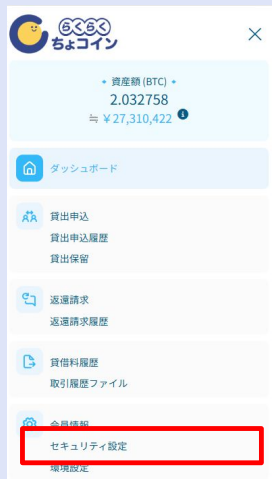 らくらく
ちょコイン
資産額 (BTC)
2.032758
≒ ¥27,310,422
ダッシュボード
貸出申込
貸出申込履歴
貸出保留
返還請求
返還請求履歴
貸借料履歴
取引履歴ファイル
会員情報
セキュリティ設定
環境設定